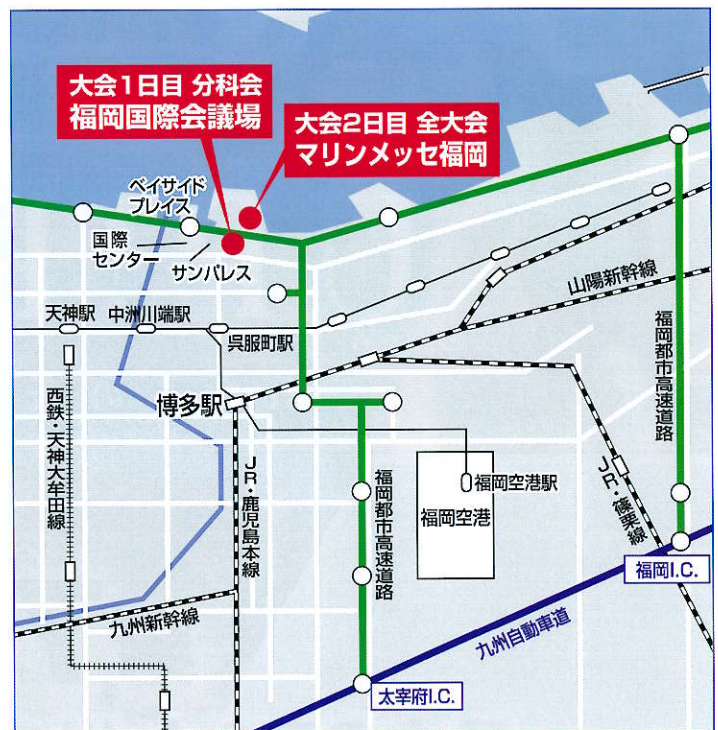 大会1日目 分科会
福岡国際会議場
大会2日目 全大会
マリンメッセ福岡
ベイサイド
プレイス
国際
センター
サンパレス
天神駅
中洲川端駅
呉服町駅
山陽新幹線
福岡都市高速道路
博多駅
西鉄・天神大牟田線
JR・鹿児島本線
福岡都市高速道路
福岡空港駅
福岡空港
JR・篠栗線
福岡I.C.
九州新幹線
九州自動車道
太宰府I.C.